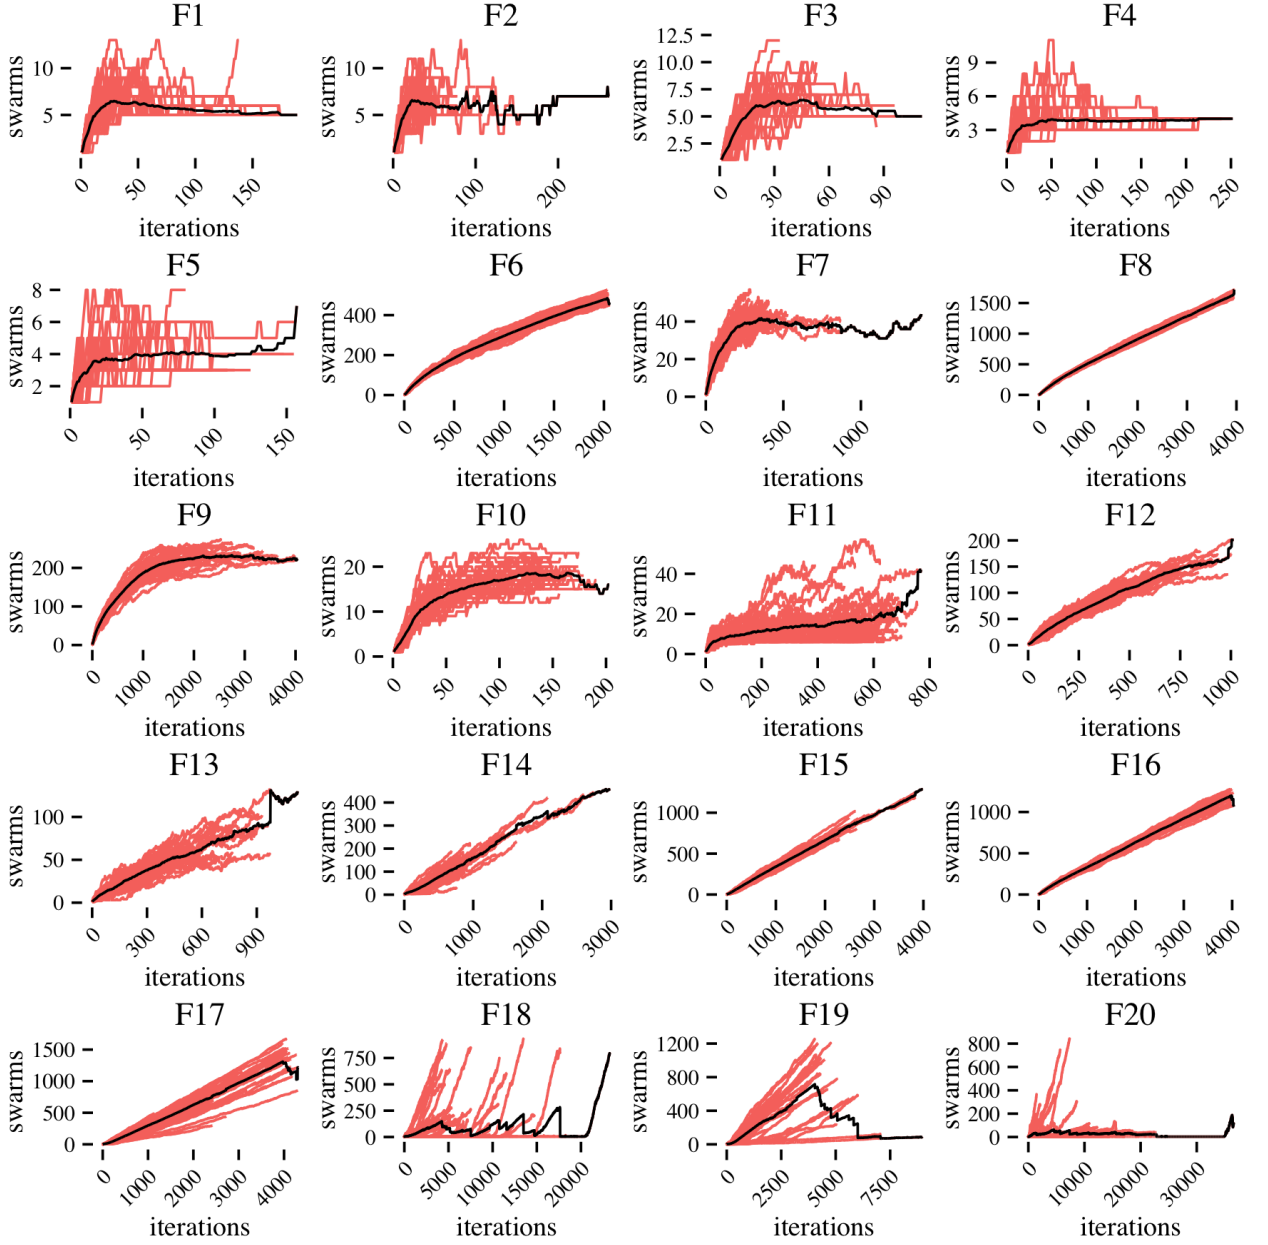 F1 F2 F3 F4
swarms 10 5 0 50 100 150 iterations
swarms 10 5 0 100 200 iterations
swarms 12.5 10.0 7.5 5.0 2.5 0 30 60 90 iterations
swarms 9 6 3 0 50 100 150 200 250 iterations
F5 F6 F7 F8
swarms 8 6 4 2 0 50 100 150 iterations
swarms 400 200 0 0 500 1000 1500 2000 iterations
swarms 40 20 0 0 500 1000 iterations
swarms 1500 1000 500 0 0 1000 2000 3000 4000 iterations
F9 F10 F11 F12
swarms 200 100 0 0 1000 2000 3000 4000 iterations
swarms 20 10 0 0 50 100 150 200 iterations
swarms 40 20 0 0 200 400 600 800 iterations
swarms 200 150 100 50 0 0 250 500 750 1000 iterations
F13 F14 F15 F16
swarms 100 50 0 0 300 600 900 iterations
swarms 400 300 200 100 0 0 1000 2000 3000 iterations
swarms 1000 500 0 0 1000 2000 3000 4000 iterations
swarms 1000 500 0 0 1000 2000 3000 4000 iterations
F17 F18 F19 F20
swarms 1500 1000 500 0 0 1000 2000 3000 4000 iterations
swarms 750 500 250 0 0 5000 10000 15000 20000 iterations
swarms 1200 800 400 0 0 2500 5000 7500 iterations
swarms 800 600 400 200 0 0 10000 20000 30000 iterations